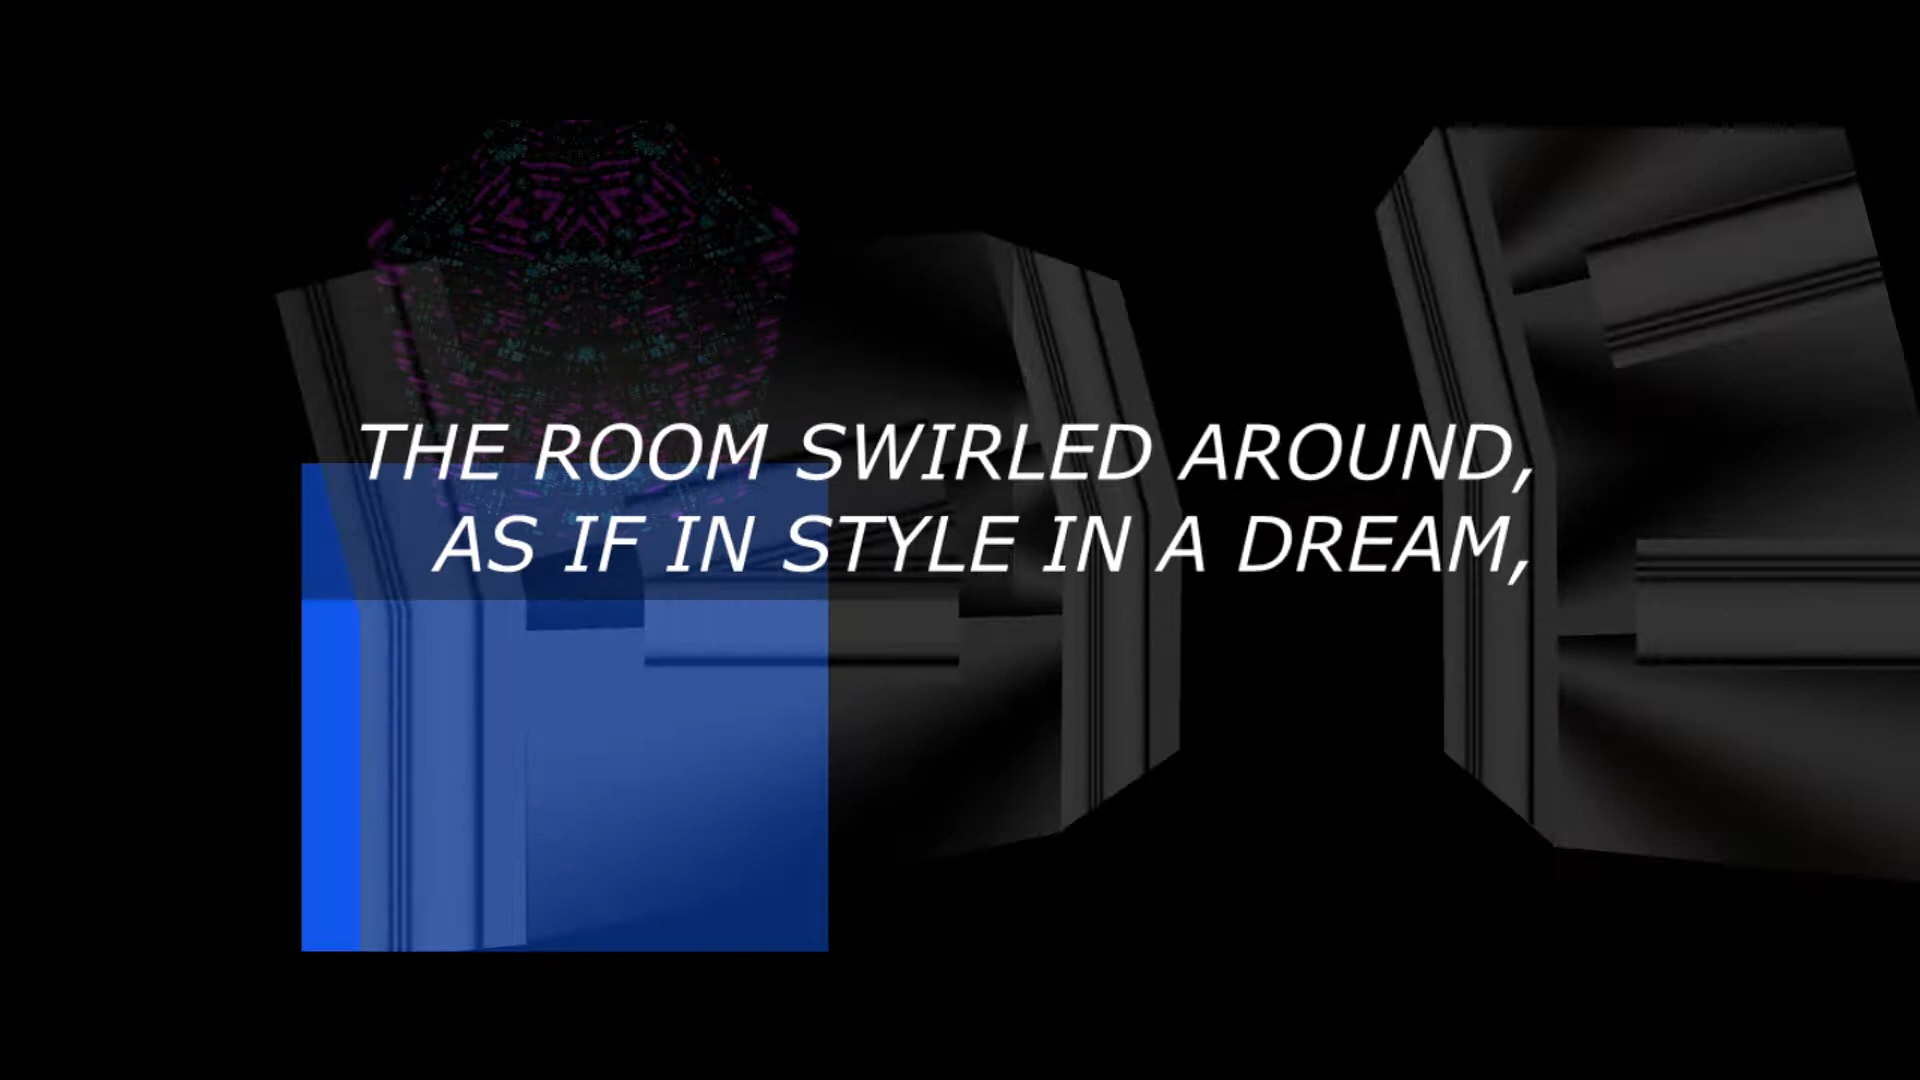 THE ROOM SWIRLED AROUND,
AS IF IN STYLE IN A DREAM,